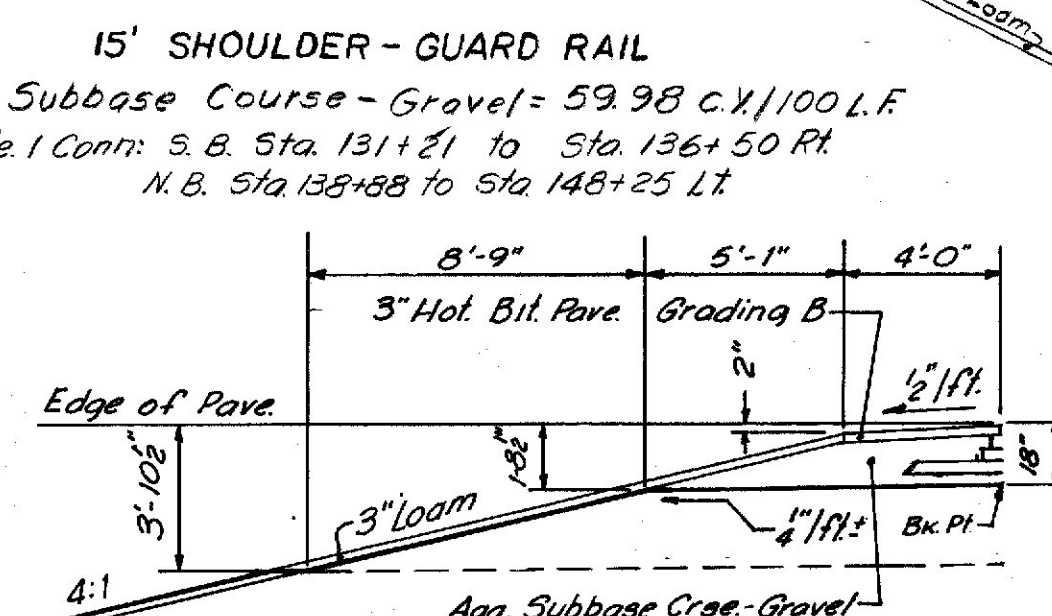 Loam
15' SHOULDER - GUARD RAIL
Subbase Course - Gravel = 59.98 C.Y./100 L.F.
e. 1 Conn: S.B. Sta. 131+21 to Sta. 136+50 Rt.
N.B. Sta. 138+88 to Sta. 148+25 Lt.
8'-9" 5'-1" 4'-0"
3" Hot. Bit. Pave. Grading B
2"
1/2"/ft.
Edge of Pave.
3'-10 1/2"
1'-8 1/2"
18"
3" Loam
1/4"/ft.±
Bk. Pt.
4:1
Agg. Subbase Crse.-Gravel